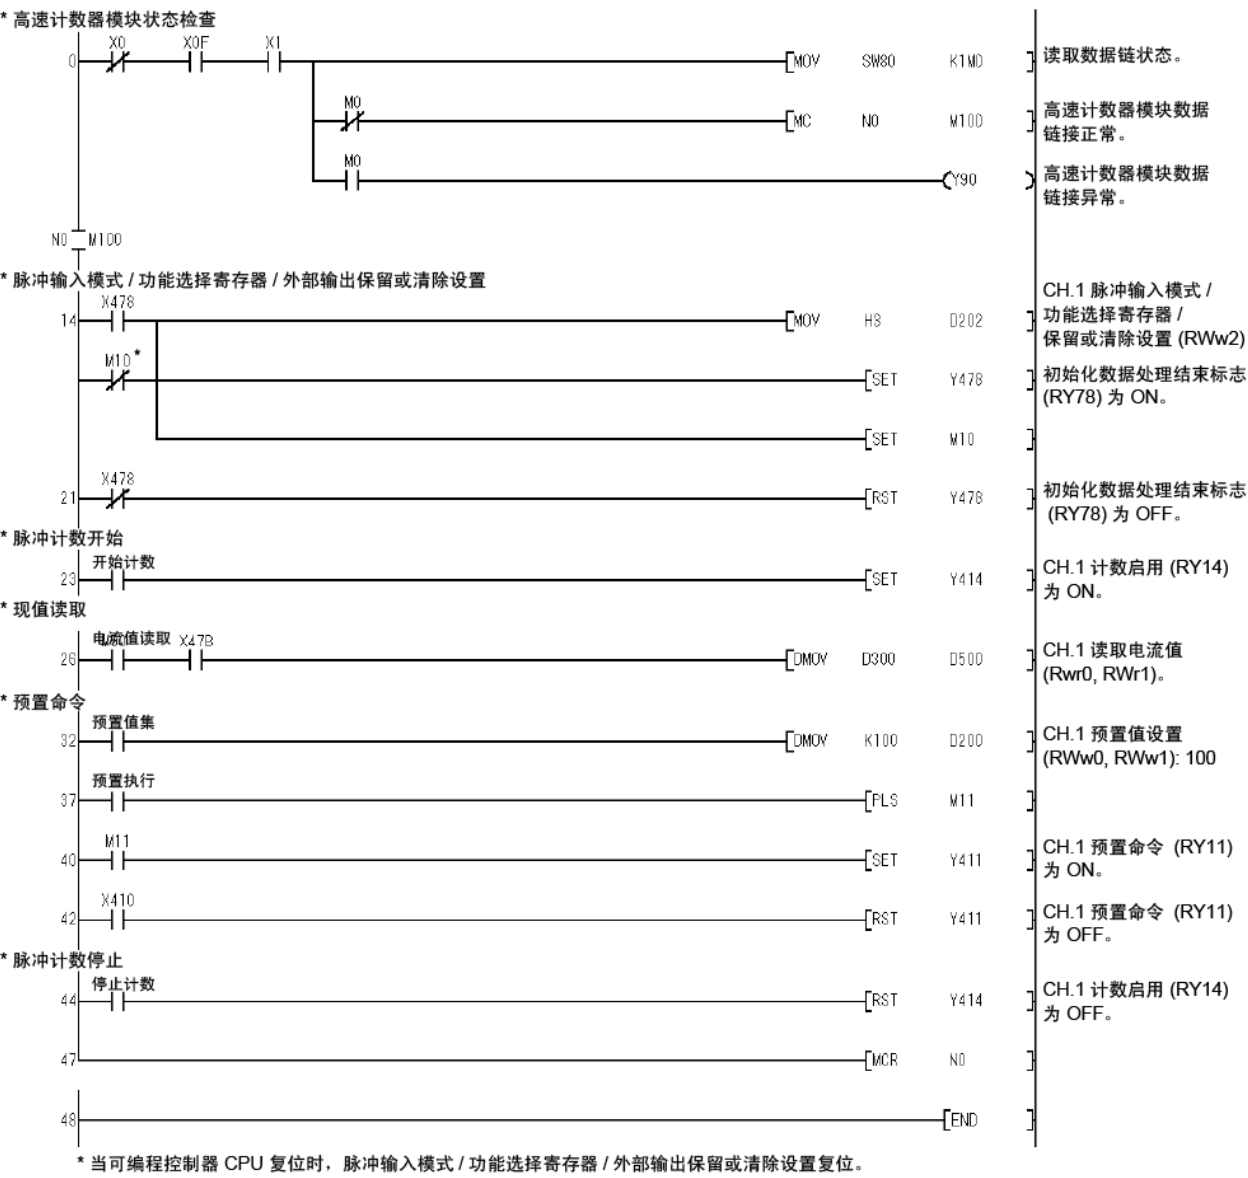 * 高速计数器模块状态检查
X0 X0F X1
0 MOV SW80 K1M0 读取数据链状态。
M0
MC N0 M100 高速计数器模块数据
链接正常。
M0
Y90 高速计数器模块数据
链接异常。
N0 M100
* 脉冲输入模式 / 功能选择寄存器 / 外部输出保留或清除设置
X478
14 MOV H3 D202 CH.1 脉冲输入模式 /
功能选择寄存器 /
保留或清除设置 (RWw2)
M10 *
SET Y478 初始化数据处理结束标志
(RY78) 为 ON。
SET M10
X478
21 RST Y478 初始化数据处理结束标志
(RY78) 为 OFF。
* 脉冲计数开始
开始计数
23 SET Y414 CH.1 计数启用 (RY14)
为 ON。
* 现值读取
电流值读取 X47B
26 DMOV D300 D500 CH.1 读取电流值
(Rwr0, RWr1)。
* 预置命令
预置值集
32 DMOV K100 D200 CH.1 预置值设置
(RWw0, RWw1): 100
预置执行
37 PLS M11
M11
40 SET Y411 CH.1 预置命令 (RY11)
为 ON。
X410
42 RST Y411 CH.1 预置命令 (RY11)
为 OFF。
* 脉冲计数停止
停止计数
44 RST Y414 CH.1 计数启用 (RY14)
为 OFF。
47 MCR N0
48 END
* 当可编程控制器 CPU 复位时，脉冲输入模式 / 功能选择寄存器 / 外部输出保留或清除设置复位。